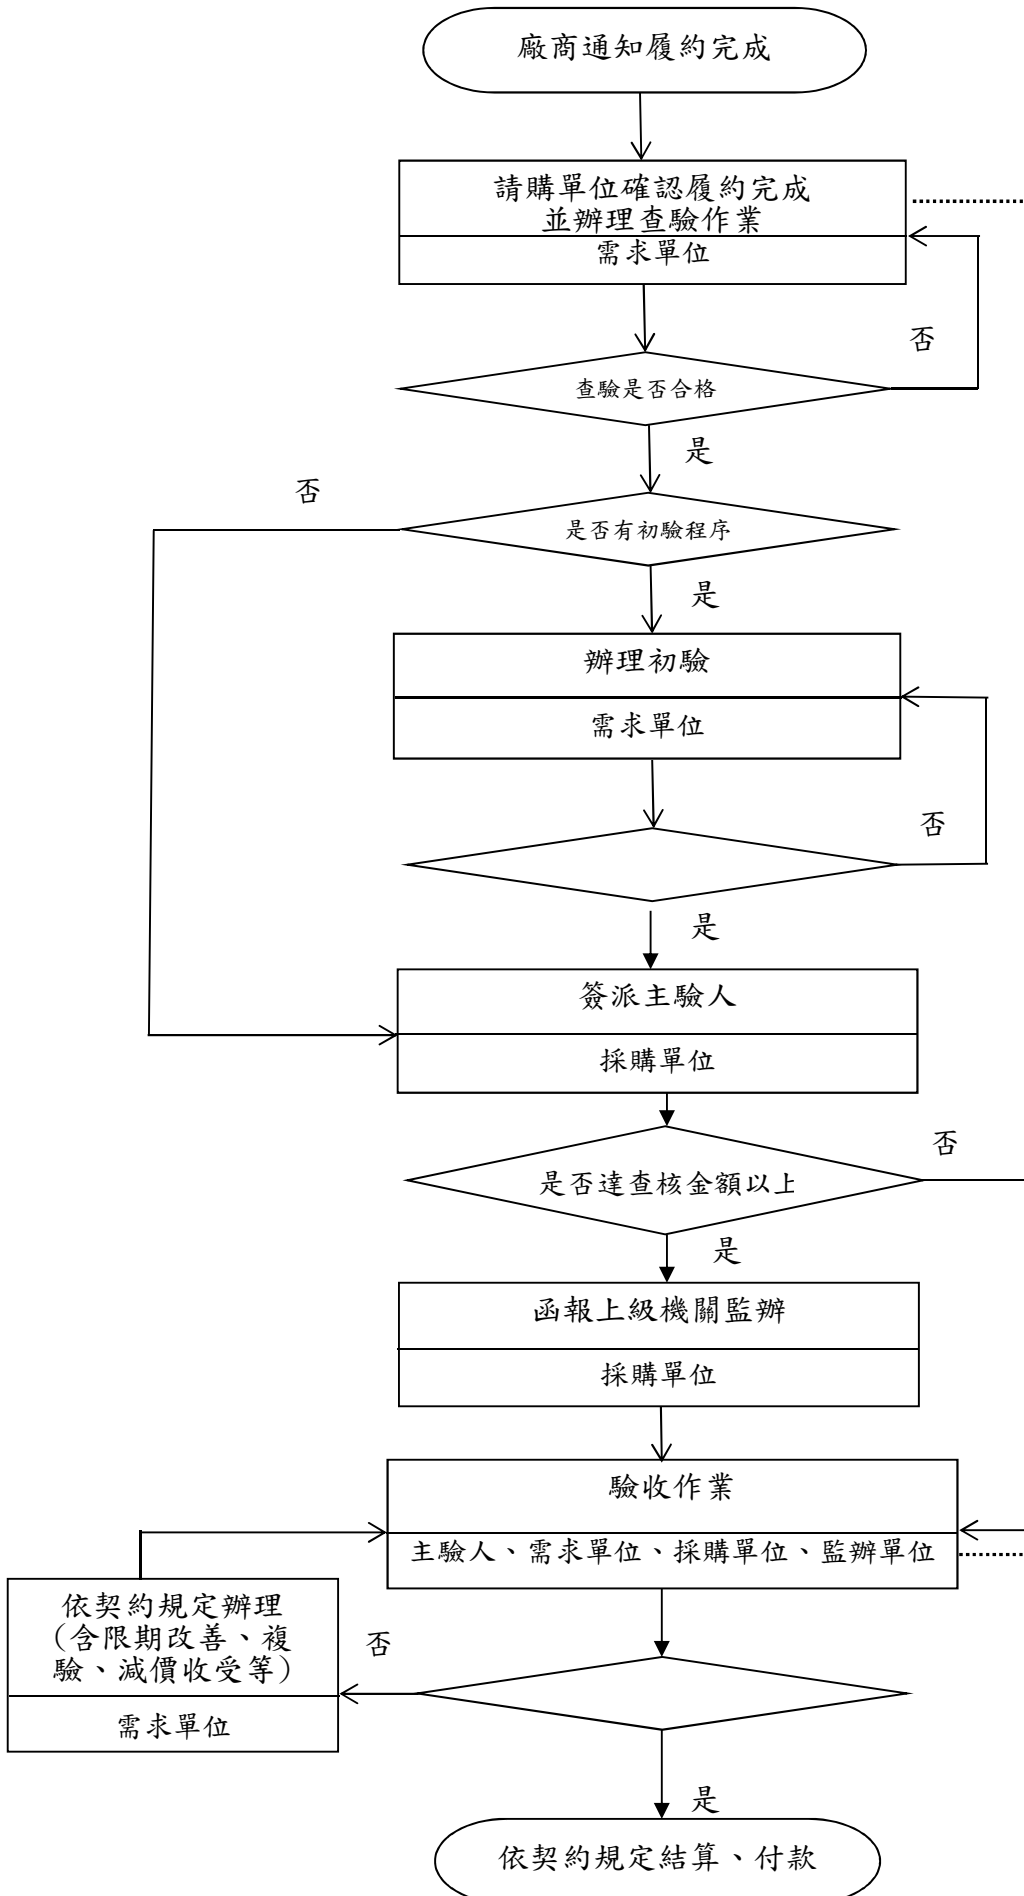 廠商通知履約完成
請購單位確認履約完成
並辦理查驗作業
需求單位
否
查驗是否合格
是
否
是否有初驗程序
是
辦理初驗
需求單位
否
是
簽派主驗人
採購單位
否
是否達查核金額以上
是
函報上級機關監辦
採購單位
驗收作業
主驗人、需求單位、採購單位、監辦單位
依契約規定辦理
（含限期改善、複
驗、減價收受等）
需求單位
否
是
依契約規定結算、付款